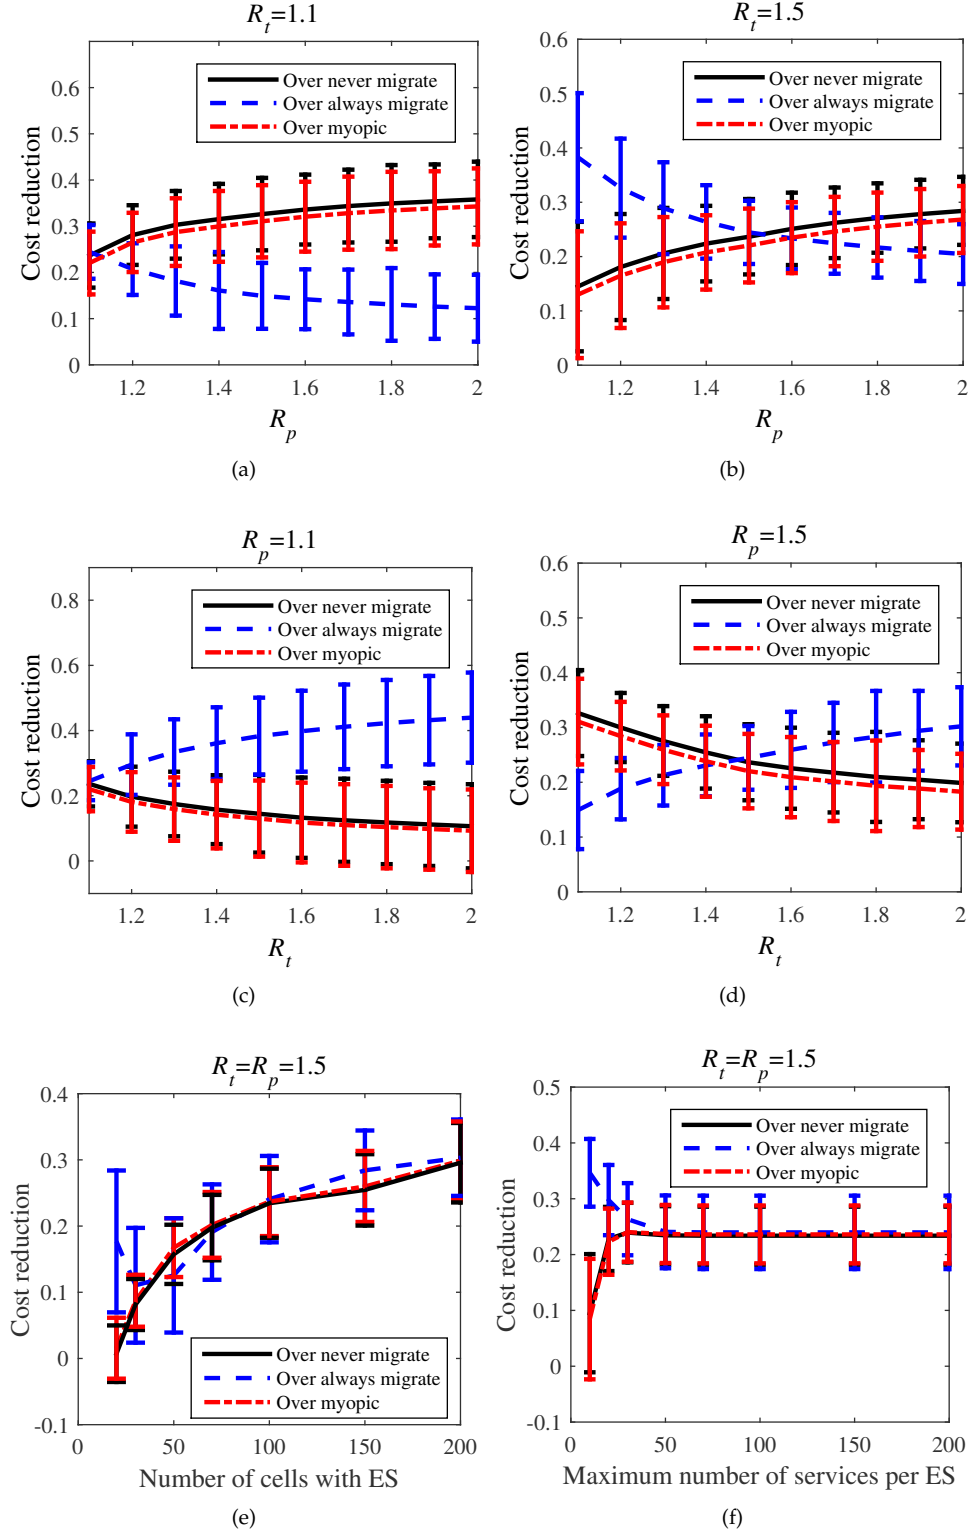 R_t=1.1
Cost reduction
0.6
0.5
0.4
0.3
0.2
0.1
0
Over never migrate
Over always migrate
Over myopic
1.2 1.4 1.6 1.8 2
R_p
(a)
R_t=1.5
Cost reduction
0.6
0.5
0.4
0.3
0.2
0.1
0
Over never migrate
Over always migrate
Over myopic
1.2 1.4 1.6 1.8 2
R_p
(b)
R_p=1.1
Cost reduction
0.8
0.6
0.4
0.2
0
Over never migrate
Over always migrate
Over myopic
1.2 1.4 1.6 1.8 2
R_t
(c)
R_p=1.5
Cost reduction
0.6
0.5
0.4
0.3
0.2
0.1
0
Over never migrate
Over always migrate
Over myopic
1.2 1.4 1.6 1.8 2
R_t
(d)
R_t=R_p=1.5
Cost reduction
0.4
0.3
0.2
0.1
0
-0.1
Over never migrate
Over always migrate
Over myopic
0 50 100 150 200
Number of cells with ES
(e)
R_t=R_p=1.5
Cost reduction
0.5
0.4
0.3
0.2
0.1
0
-0.1
Over never migrate
Over always migrate
Over myopic
0 50 100 150 200
Maximum number of services per ES
(f)